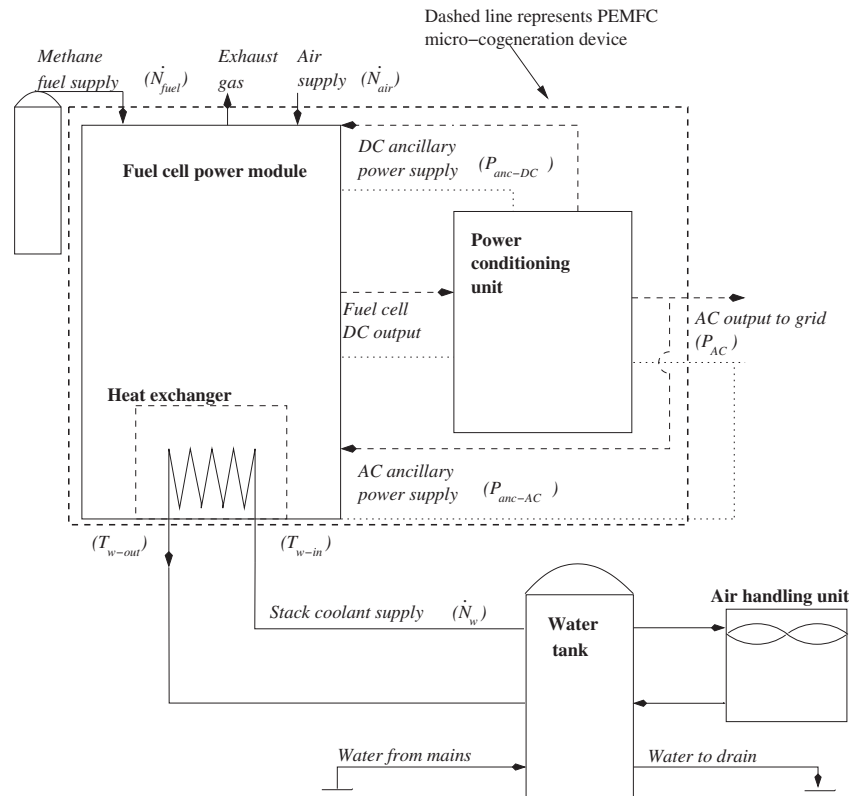 Dashed line represents PEMFC
micro−cogeneration device
Methane
fuel supply (Ṅfuel)
Exhaust
gas
Air
supply (Ṅair)
Fuel cell power module
DC ancillary
power supply (Panc−DC)
Power
conditioning
unit
Fuel cell
DC output
AC output to grid
(PAC)
Heat exchanger
AC ancillary
power supply (Panc−AC)
(Tw−out)
(Tw−in)
Stack coolant supply (Ṅw)
Water
tank
Air handling unit
Water from mains
Water to drain